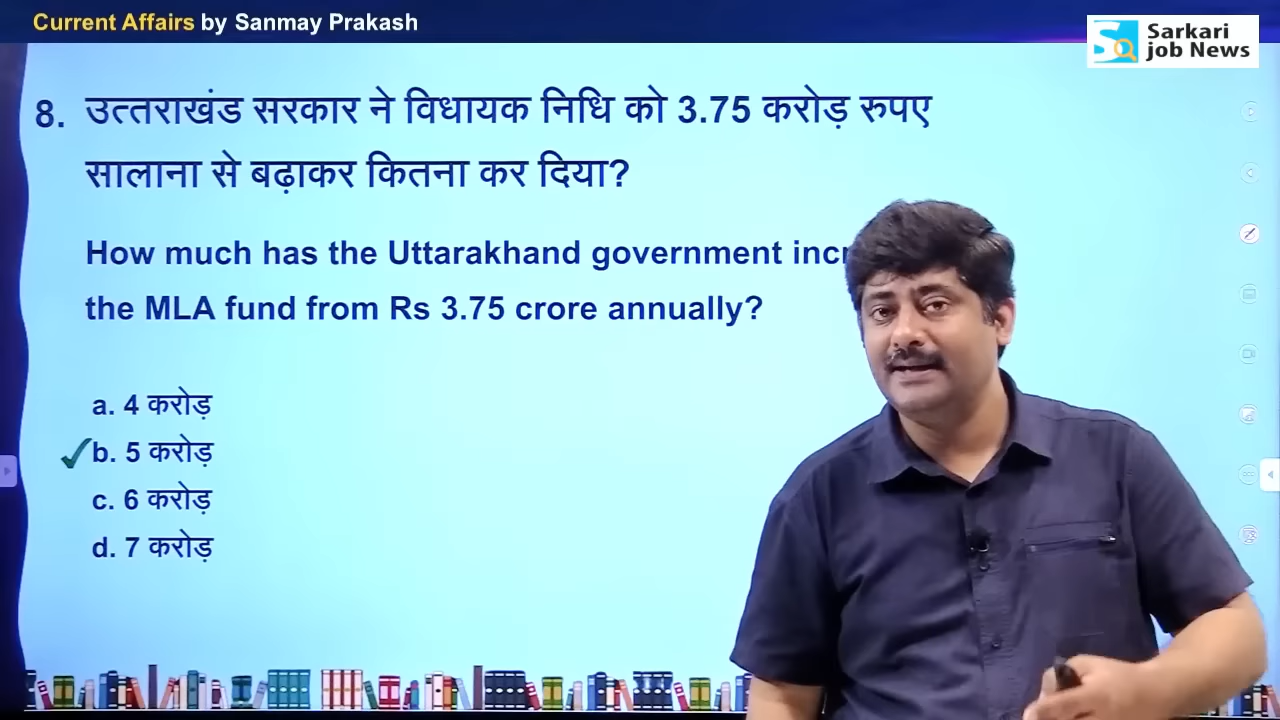 Current Affairs by Sanmay Prakash
Sarkari
job News
8. उत्तराखंड सरकार ने विधायक निधि को 3.75 करोड़ रुपए
सालाना से बढ़ाकर कितना कर दिया?
How much has the Uttarakhand government incr
the MLA fund from Rs 3.75 crore annually?
a. 4 करोड़
b. 5 करोड़
c. 6 करोड़
d. 7 करोड़